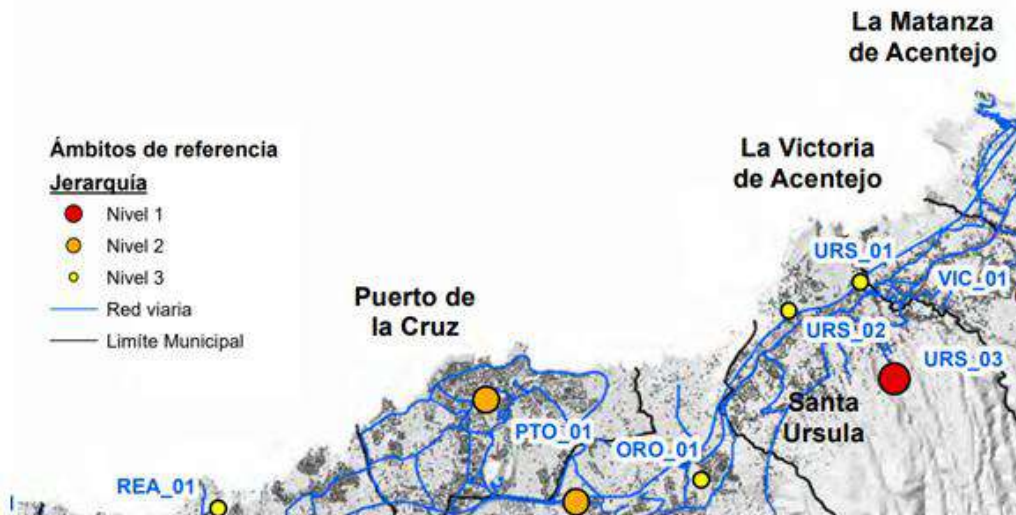 La Matanza
de Acentejo
Ámbitos de referencia
Jerarquía
Nivel 1
Nivel 2
Nivel 3
Red viaria
Limíte Municipal
La Victoria
de Acentejo
URS_01
VIC_01
Puerto de
la Cruz
URS_02
URS_03
Santa
Ursula
PTO_01
ORO_01
REA_01